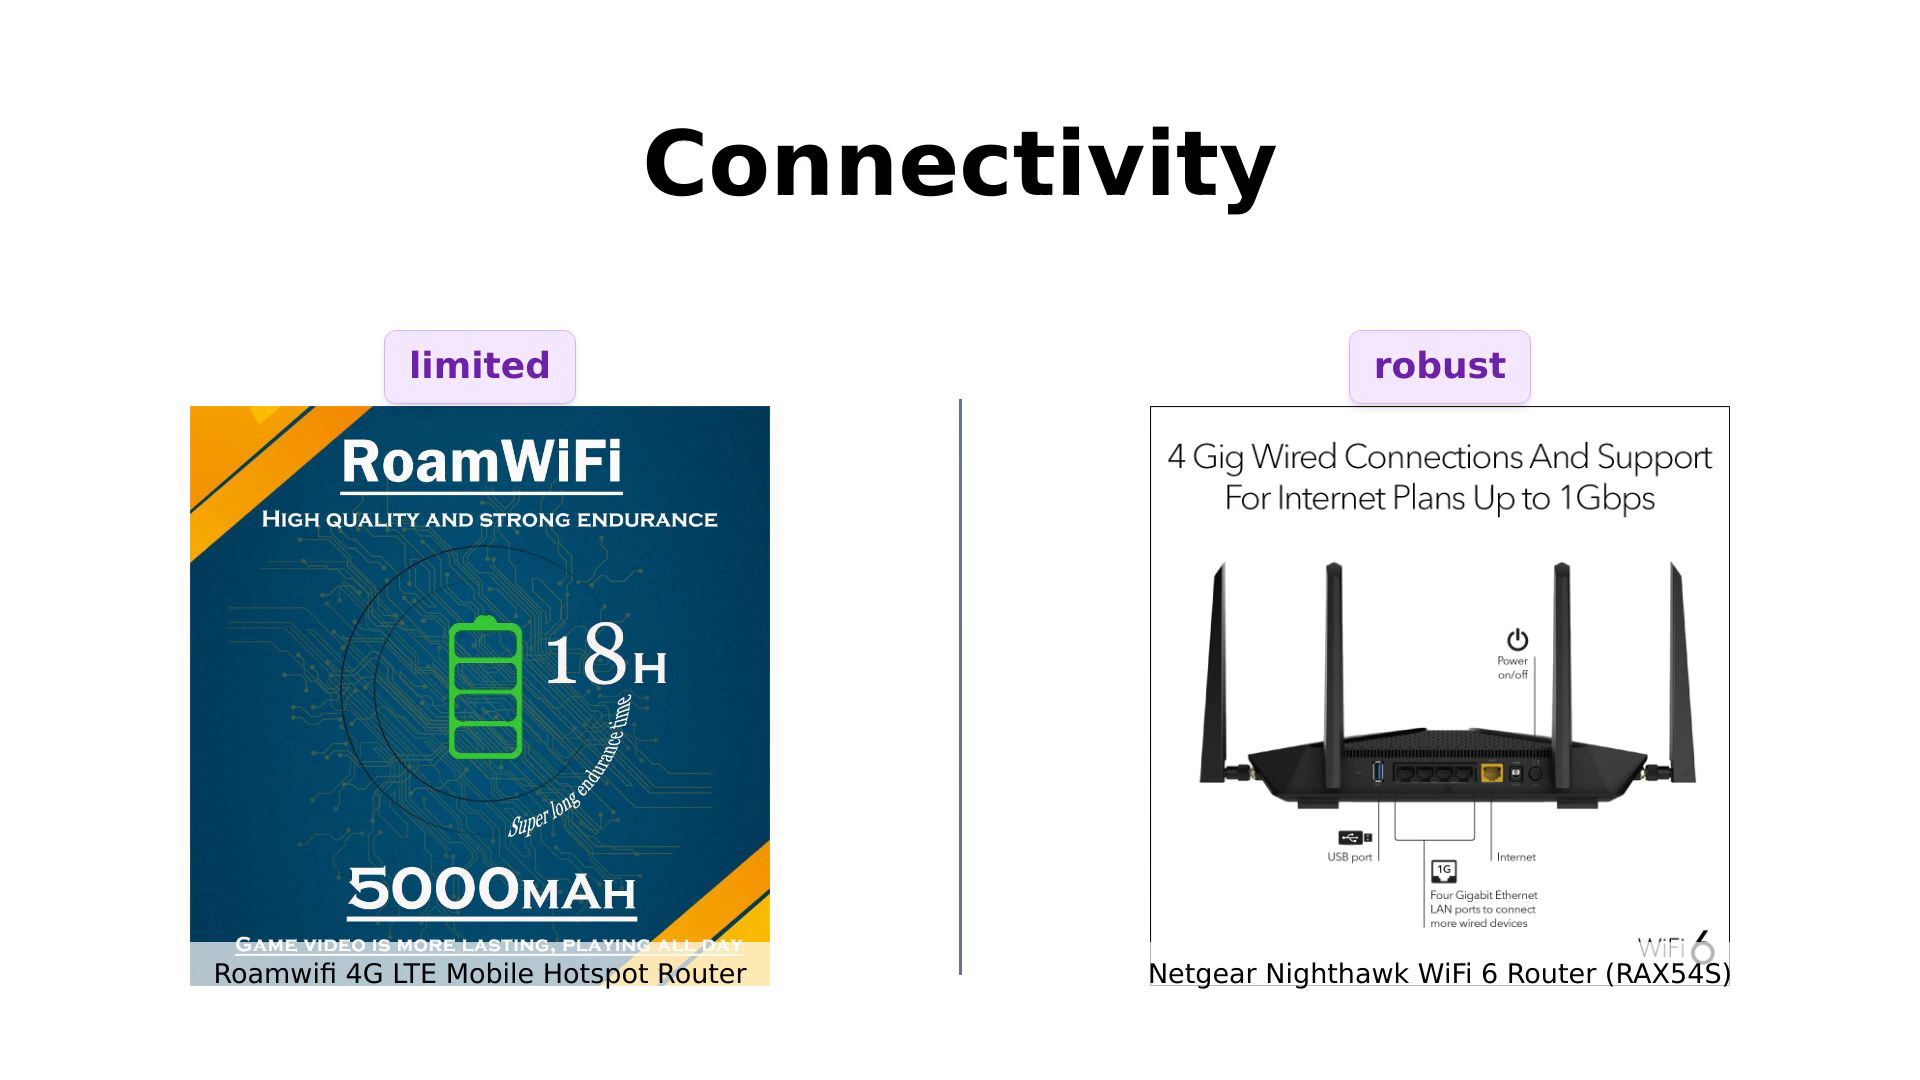 Connectivity
limited
RoamWiFi
HIGH QUALITY AND STRONG ENDURANCE
18H
Super long endurance time
5000MAH
GAME VIDEO IS MORE LASTING, PLAYING ALL DAY
Roamwifi 4G LTE Mobile Hotspot Router
robust
4 Gig Wired Connections And Support
For Internet Plans Up to 1Gbps
Power
on/off
USB port
Internet
1G
Four Gigabit Ethernet
LAN ports to connect
more wired devices
WiFi 6
Netgear Nighthawk WiFi 6 Router (RAX54S)